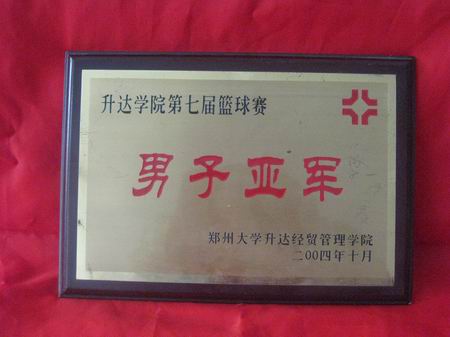 升达学院第七届篮球赛
男子亚军
郑州大学升达经贸管理学院
二00四年十月